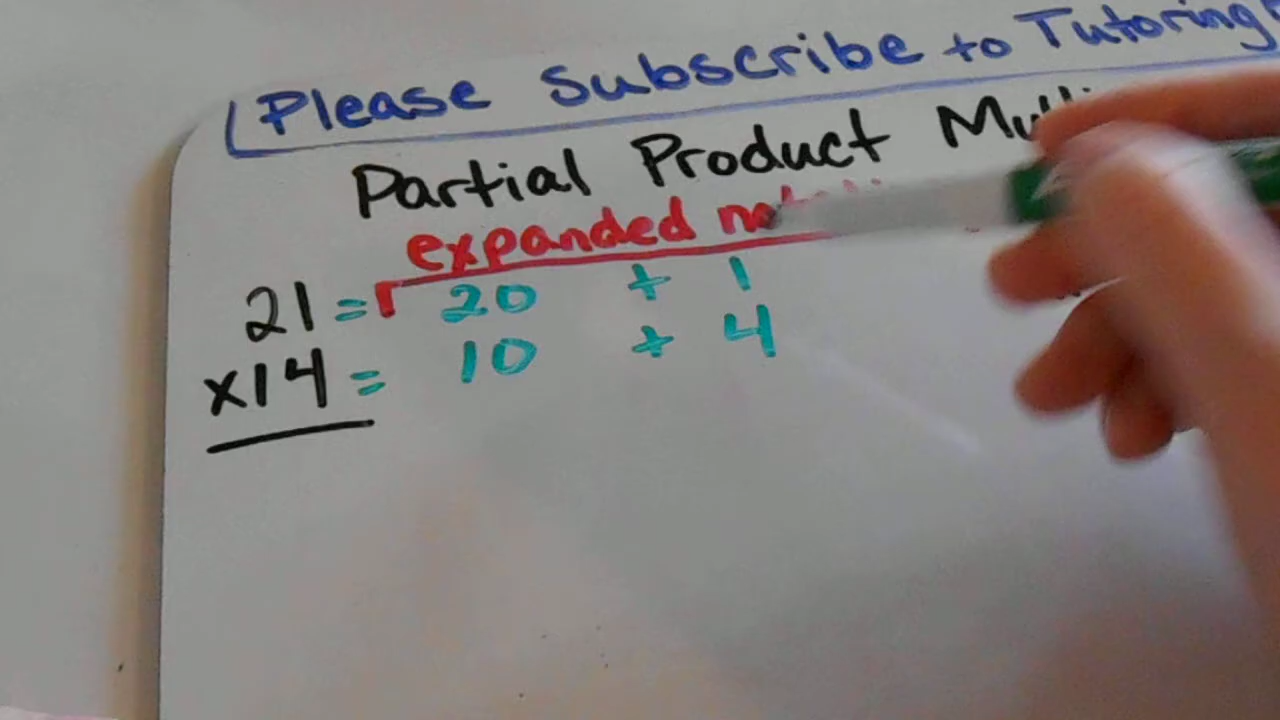 Please Subscribe to Tutoring
Partial Product
expanded
21 = 20 + 1
x14 = 10 + 4